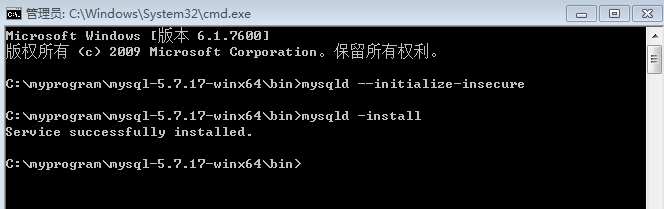 管理员: C:\Windows\System32\cmd.exe
Microsoft Windows [版本 6.1.7600]
版权所有 (c) 2009 Microsoft Corporation。保留所有权利。
C:\myprogram\mysql-5.7.17-winx64\bin>mysqld --initialize-insecure
C:\myprogram\mysql-5.7.17-winx64\bin>mysqld -install
Service successfully installed.
C:\myprogram\mysql-5.7.17-winx64\bin>